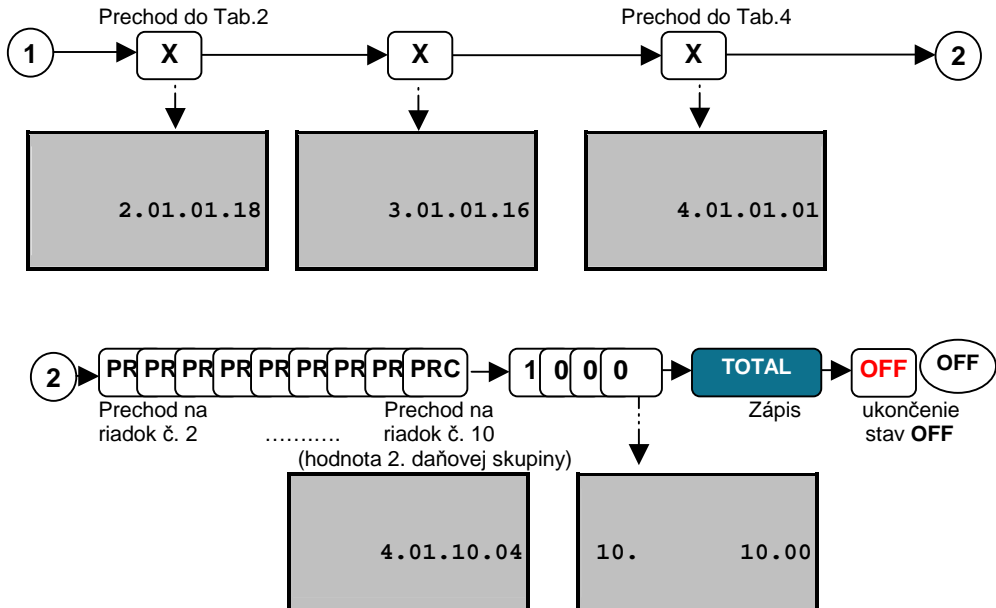 Prechod do Tab.2 Prechod do Tab.4
1 X X X 2
2.01.01.18 3.01.01.16 4.01.01.01
2 PR PR PR PR PR PR PR PR PRC 1 0 0 0 TOTAL OFF OFF
Prechod na Prechod na Zápis ukončenie
riadok č. 2 ........... riadok č. 10 stav OFF
(hodnota 2. daňovej skupiny)
4.01.10.04 10. 10.00